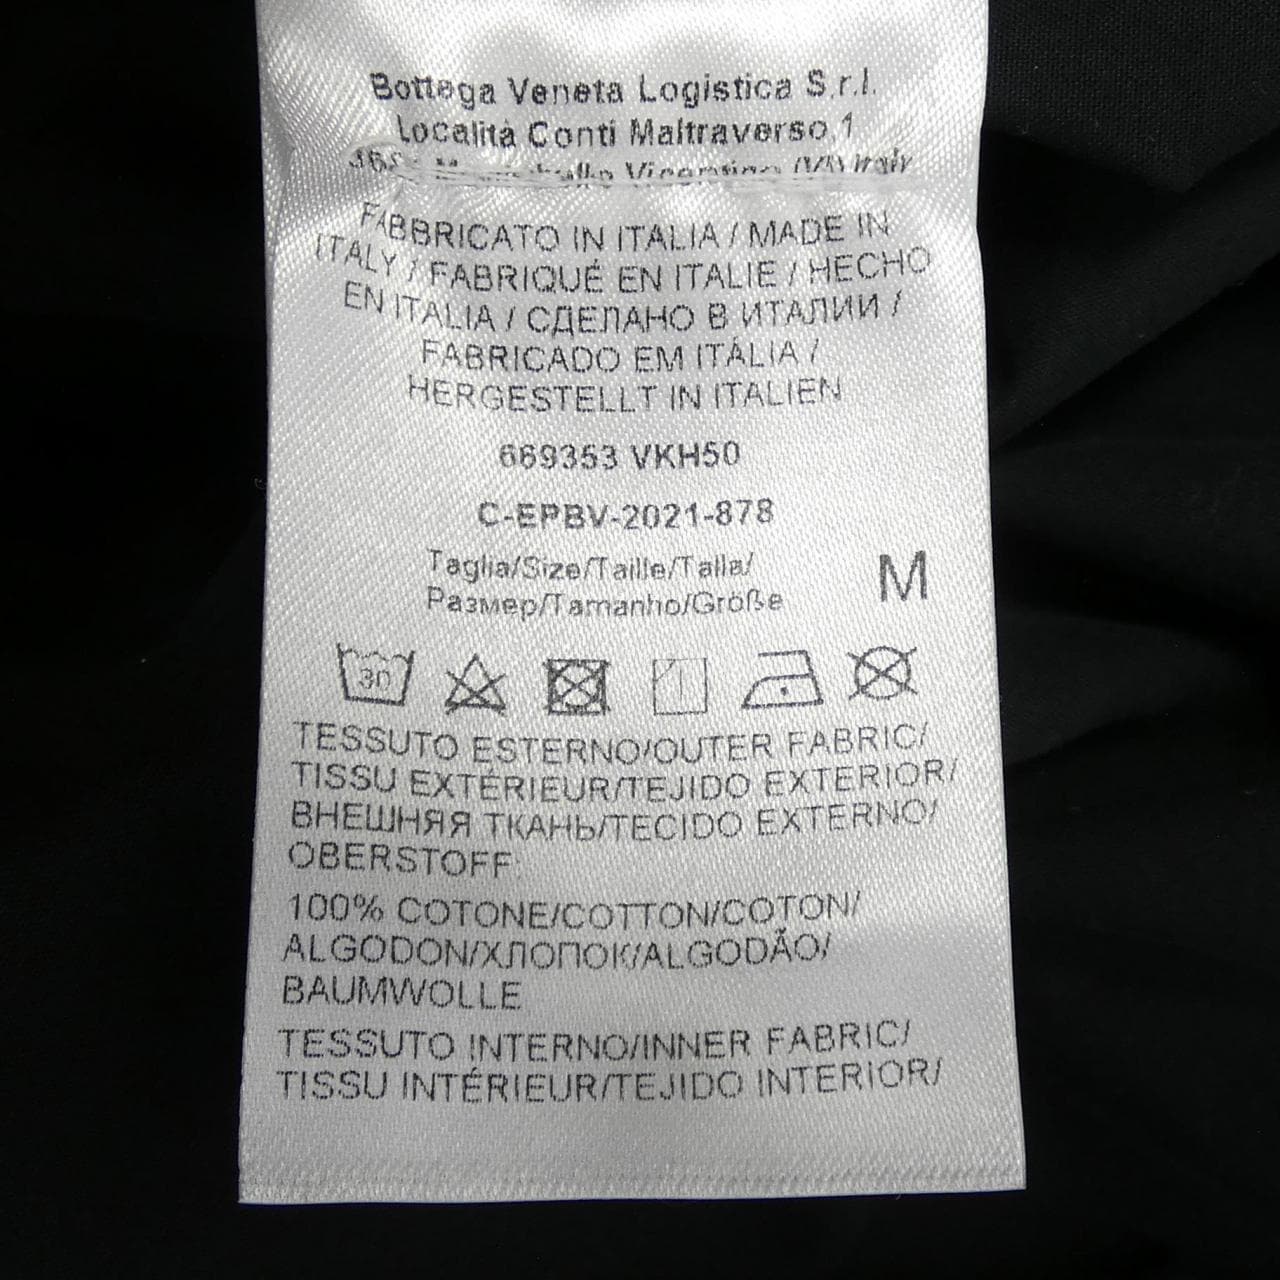 Bottega Veneta Logistica S.r.l.
Località Conti Maltraverso,1
Italy
FABBRICATO IN ITALIA / MADE IN
ITALY / FABRIQUÉ EN ITALIE / HECHO
EN ITALIA / СДЕЛАНО В ИТАЛИИ /
FABRICADO EM ITÁLIA /
HERGESTELLT IN ITALIEN
669353 VKH50
C-EPBV-2021-878
Taglia/Size/Taille/Talla/
Размер/Tamanho/Größe
M
30
TESSUTO ESTERNO/OUTER FABRIC/
TISSU EXTÉRIEUR/TEJIDO EXTERIOR/
ВНЕШНЯЯ ТКАНЬ/TECIDO EXTERNO/
OBERSTOFF:
100% COTONE/COTTON/COTON/
ALGODON/ХЛОПОК/ALGODÃO/
BAUMWOLLE
TESSUTO INTERNO/INNER FABRIC/
TISSU INTÉRIEUR/TEJIDO INTERIOR/